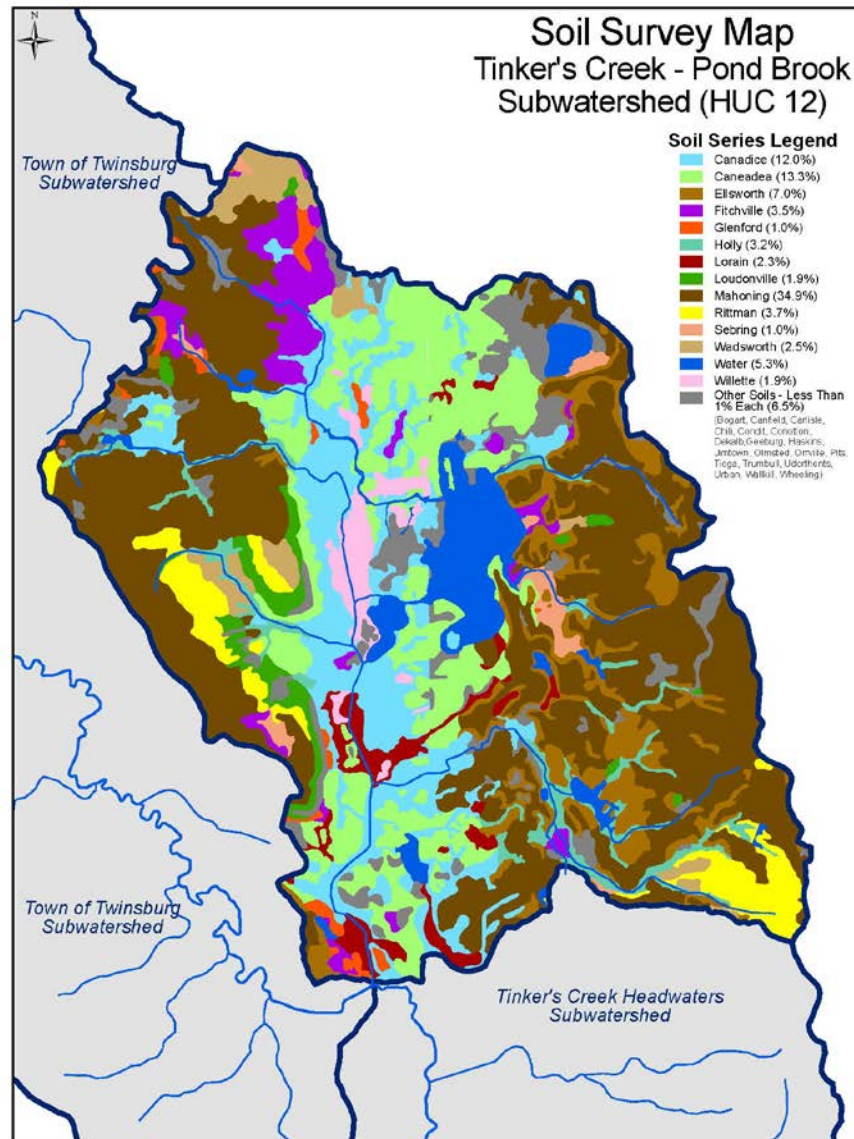 N
Soil Survey Map
Tinker's Creek - Pond Brook
Subwatershed (HUC 12)
Town of Twinsburg
Subwatershed
Soil Series Legend
Canadice (12.0%)
Caneadea (13.3%)
Ellsworth (7.0%)
Fitchville (3.5%)
Glenford (1.0%)
Holly (3.2%)
Lorain (2.3%)
Loudonville (1.9%)
Mahoning (34.9%)
Rittman (3.7%)
Sebring (1.0%)
Wadsworth (2.5%)
Water (5.3%)
Willette (1.9%)
Other Soils - Less Than
1% Each (6.5%)
(Bogart, Canfield, Carlisle,
Chili, Condit, Conotton,
Dekalb,Geeburg, Haskins,
Jimtown, Olmsted, Orrville, Pits,
Tioga, Trumbull, Udorthents,
Urban, Wallkill, Wheeling)
Town of Twinsburg
Subwatershed
Tinker's Creek Headwaters
Subwatershed